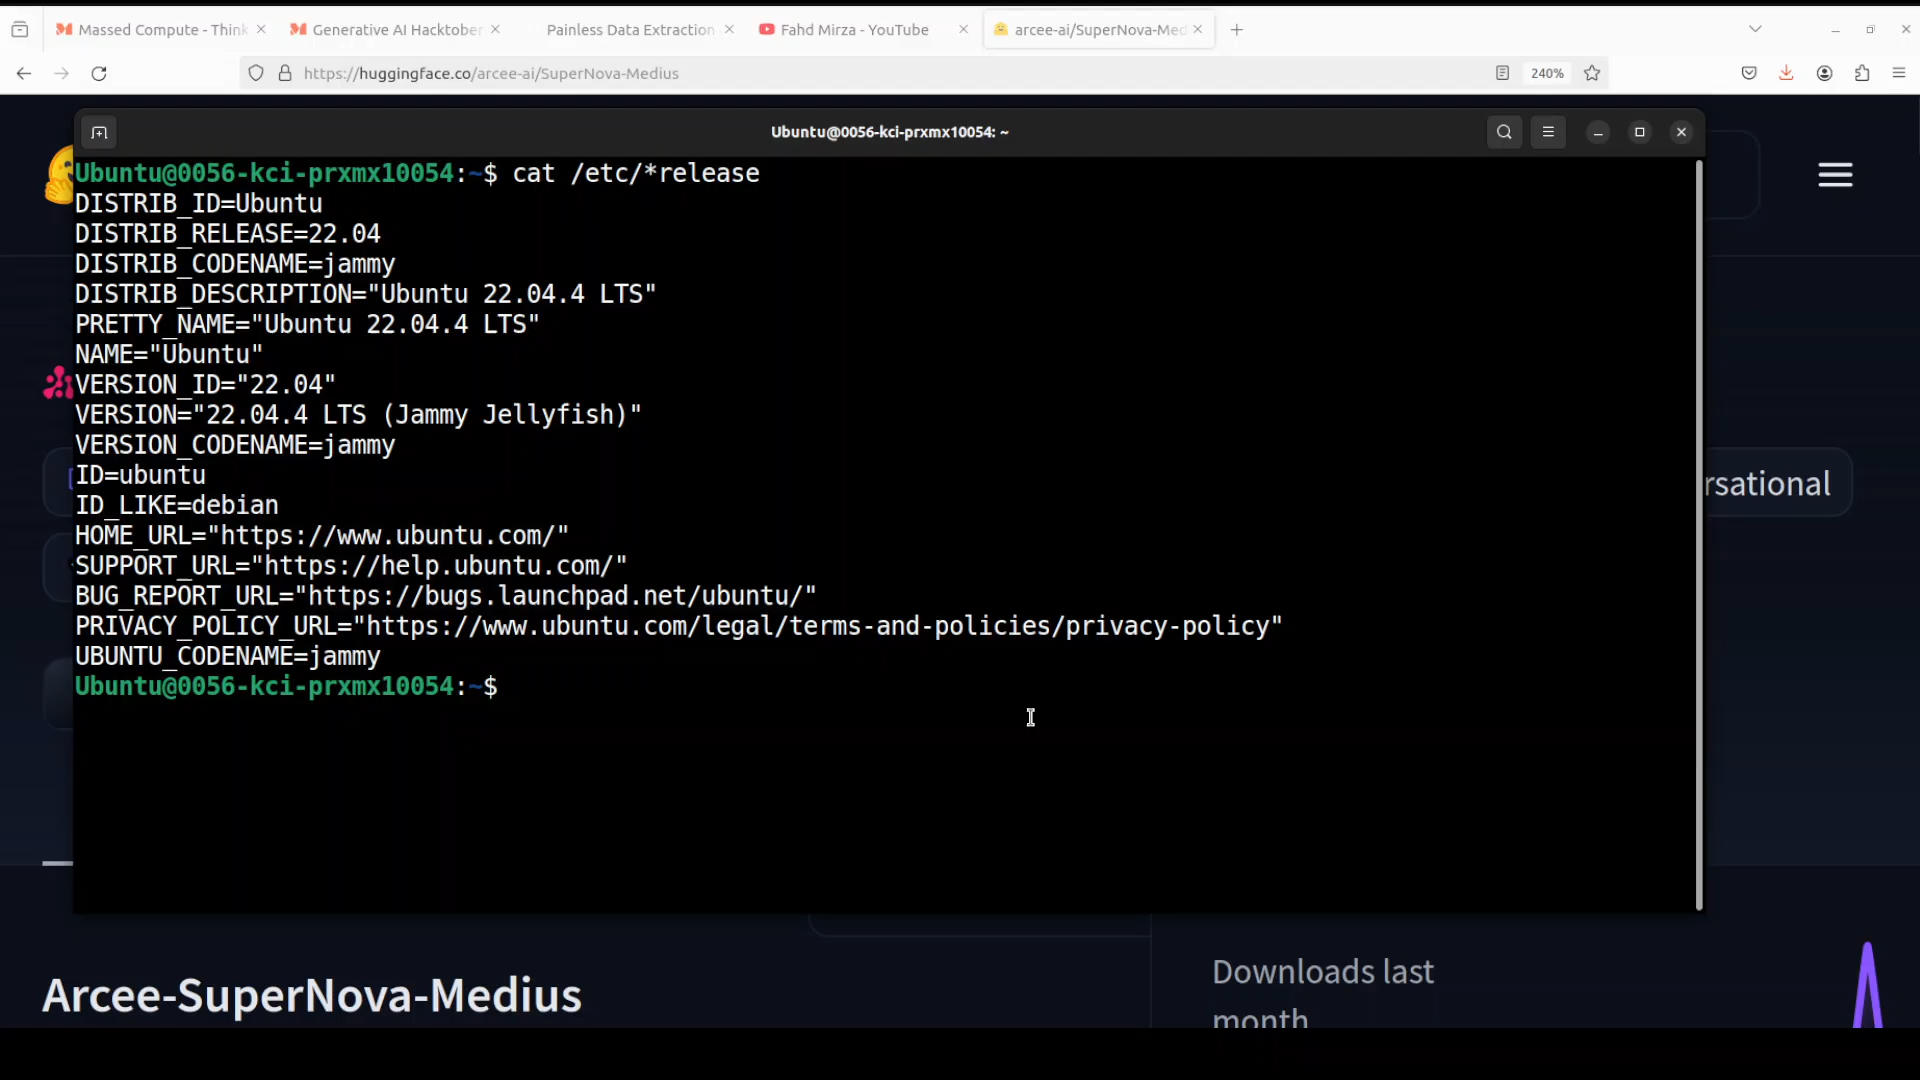 Massed Compute - Think
Generative AI Hacktober
Painless Data Extraction
Fahd Mirza - YouTube
arcee-ai/SuperNova-Med
https://huggingface.co/arcee-ai/SuperNova-Medius
240%
Ubuntu@0056-kci-prxmx10054: ~
Ubuntu@0056-kci-prxmx10054:~$ cat /etc/*release
DISTRIB_ID=Ubuntu
DISTRIB_RELEASE=22.04
DISTRIB_CODENAME=jammy
DISTRIB_DESCRIPTION="Ubuntu 22.04.4 LTS"
PRETTY_NAME="Ubuntu 22.04.4 LTS"
NAME="Ubuntu"
VERSION_ID="22.04"
VERSION="22.04.4 LTS (Jammy Jellyfish)"
VERSION_CODENAME=jammy
ID=ubuntu
ID_LIKE=debian
HOME_URL="https://www.ubuntu.com/"
SUPPORT_URL="https://help.ubuntu.com/"
BUG_REPORT_URL="https://bugs.launchpad.net/ubuntu/"
PRIVACY_POLICY_URL="https://www.ubuntu.com/legal/terms-and-policies/privacy-policy"
UBUNTU_CODENAME=jammy
Ubuntu@0056-kci-prxmx10054:~$
rsational
Arcee-SuperNova-Medius
Downloads last
month